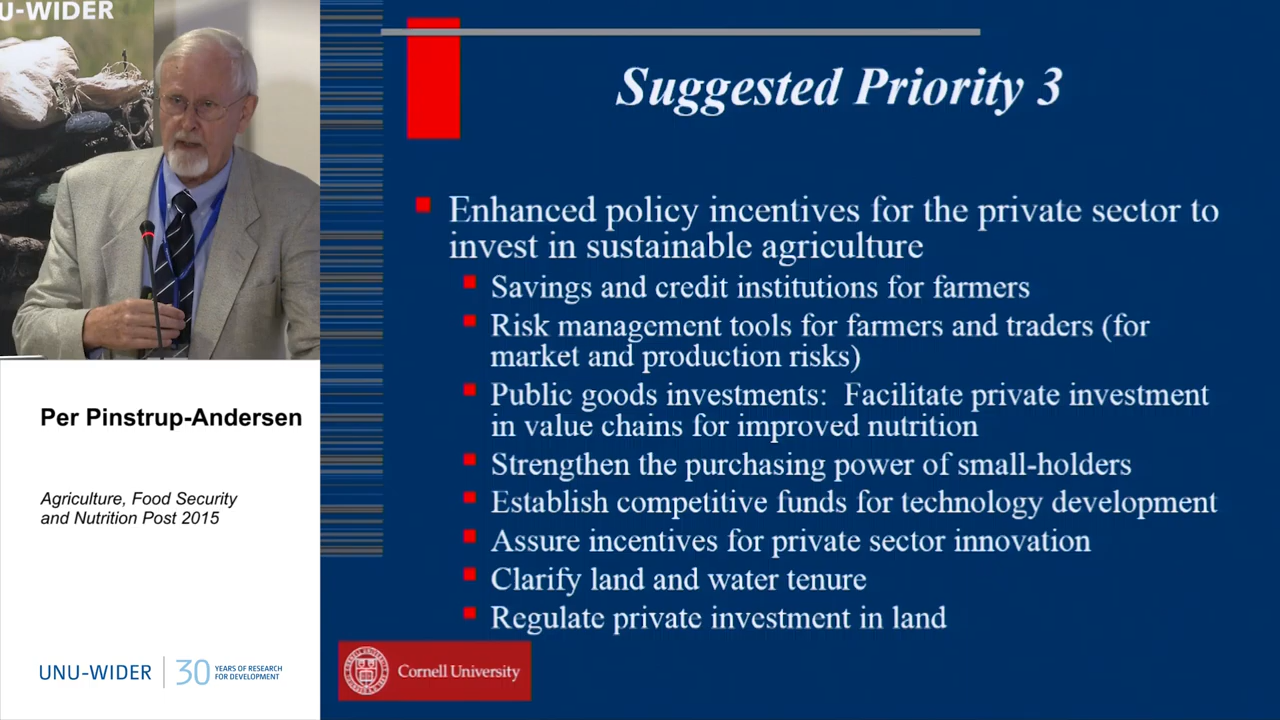 U-WIDER
Per Pinstrup-Andersen
Agriculture, Food Security
and Nutrition Post 2015
UNU-WIDER
30 YEARS OF RESEARCH
FOR DEVELOPMENT
Suggested Priority 3
Enhanced policy incentives for the private sector to
invest in sustainable agriculture
Savings and credit institutions for farmers
Risk management tools for farmers and traders (for
market and production risks)
Public goods investments: Facilitate private investment
in value chains for improved nutrition
Strengthen the purchasing power of small-holders
Establish competitive funds for technology development
Assure incentives for private sector innovation
Clarify land and water tenure
Regulate private investment in land
Cornell University